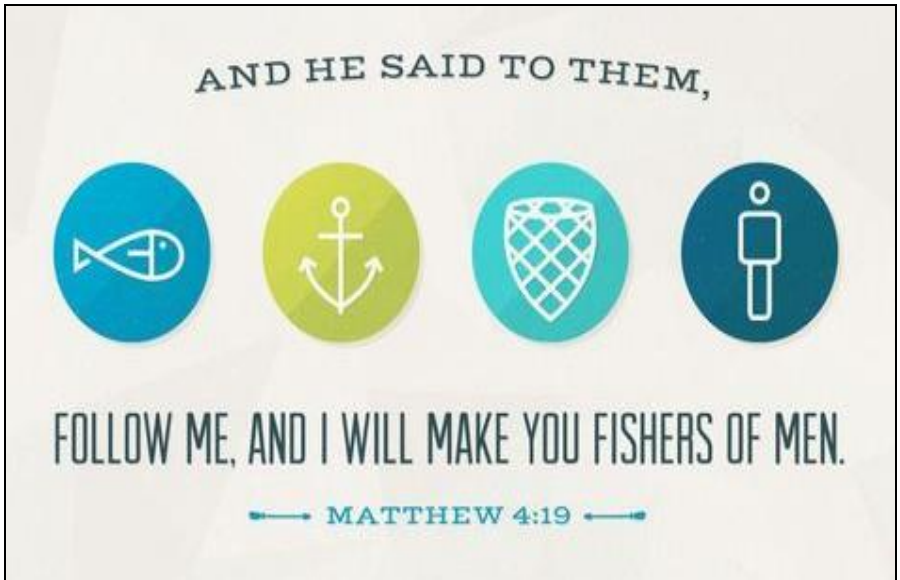 AND HE SAID TO THEM,
FOLLOW ME, AND I WILL MAKE YOU FISHERS OF MEN.
MATTHEW 4:19